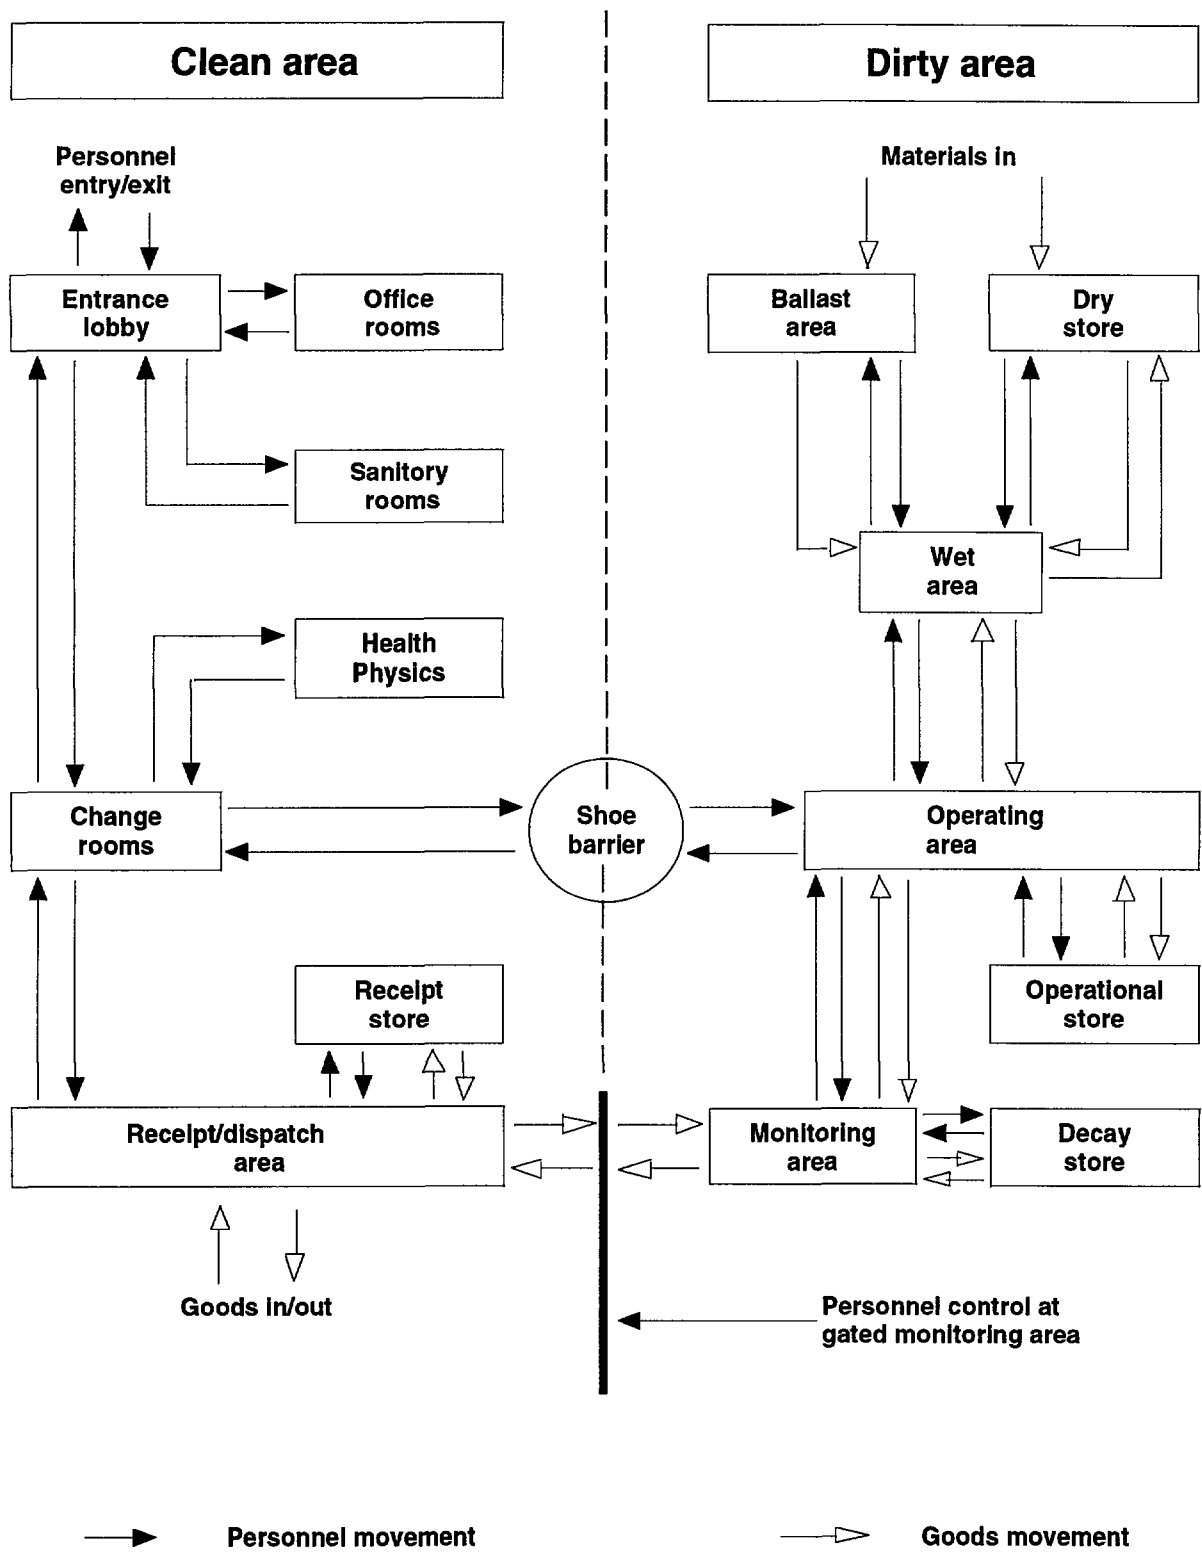 Clean area
Dirty area
Personnel
entry/exit
Materials in
Entrance
lobby
Office
rooms
Ballast
area
Dry
store
Sanitory
rooms
Wet
area
Health
Physics
Change
rooms
Shoe
barrier
Operating
area
Receipt
store
Operational
store
Receipt/dispatch
area
Monitoring
area
Decay
store
Goods in/out
Personnel control at
gated monitoring area
Personnel movement
Goods movement